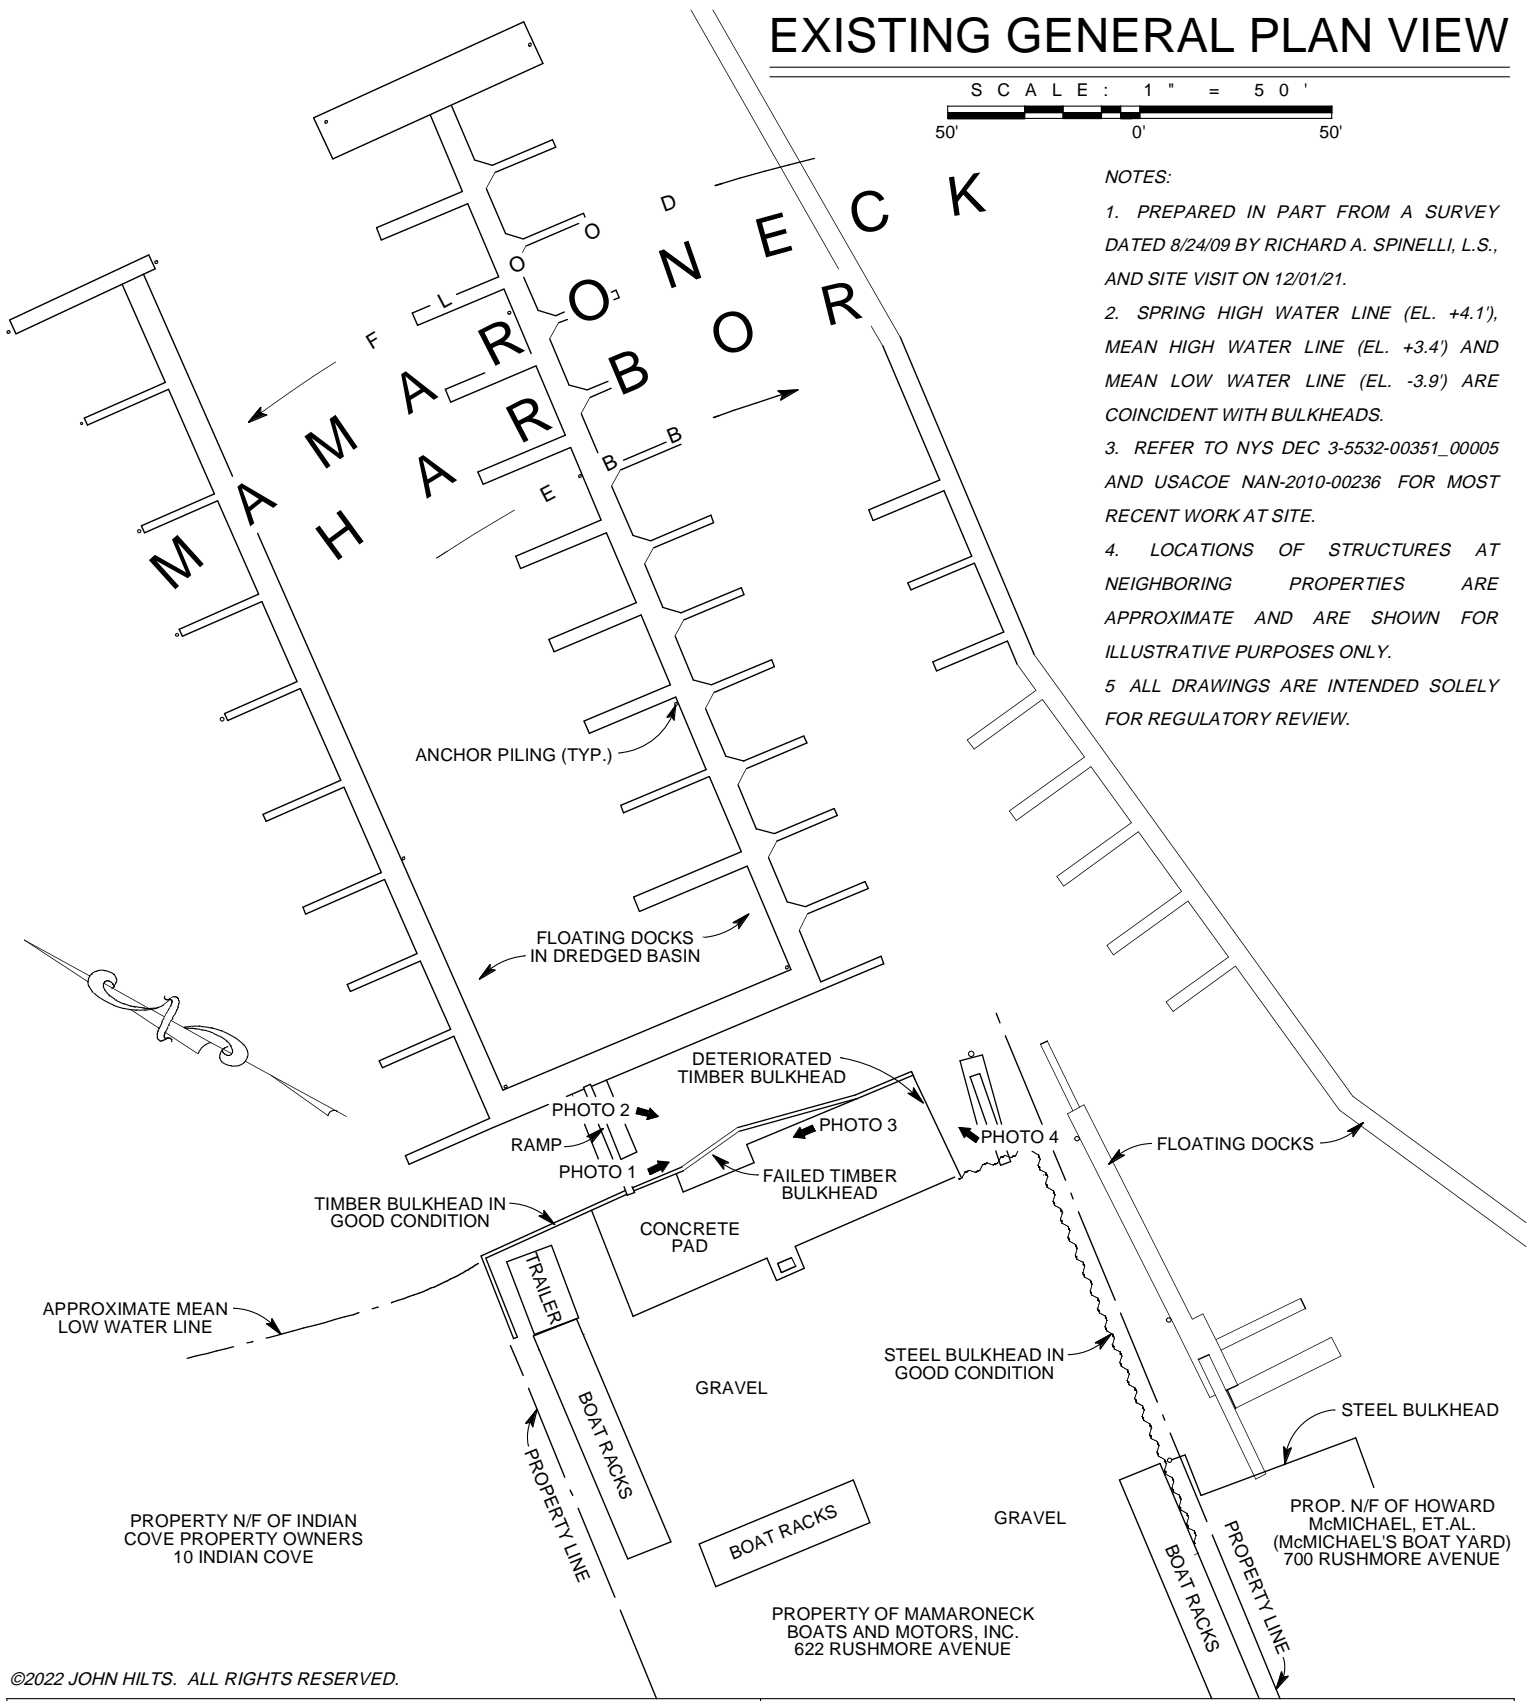 EXISTING GENERAL PLAN VIEW
SCALE: 1" = 50'
50' 0' 50'
NOTES:
1. PREPARED IN PART FROM A SURVEY
DATED 8/24/09 BY RICHARD A. SPINELLI, L.S.,
AND SITE VISIT ON 12/01/21.
2. SPRING HIGH WATER LINE (EL. +4.1'),
MEAN HIGH WATER LINE (EL. +3.4') AND
MEAN LOW WATER LINE (EL. -3.9') ARE
COINCIDENT WITH BULKHEADS.
3. REFER TO NYS DEC 3-5532-00351_00005
AND USACOE NAN-2010-00236 FOR MOST
RECENT WORK AT SITE.
4. LOCATIONS OF STRUCTURES AT
NEIGHBORING PROPERTIES ARE
APPROXIMATE AND ARE SHOWN FOR
ILLUSTRATIVE PURPOSES ONLY.
5 ALL DRAWINGS ARE INTENDED SOLELY
FOR REGULATORY REVIEW.
FLOOD
MAMARONECK
HARBOR
EBB
ANCHOR PILING (TYP.)
FLOATING DOCKS
IN DREDGED BASIN
DETERIORATED
TIMBER BULKHEAD
PHOTO 2
RAMP
PHOTO 1
PHOTO 3
PHOTO 4
FLOATING DOCKS
FAILED TIMBER
BULKHEAD
TIMBER BULKHEAD IN
GOOD CONDITION
CONCRETE
PAD
TRAILER
APPROXIMATE MEAN
LOW WATER LINE
STEEL BULKHEAD IN
GOOD CONDITION
GRAVEL
BOAT RACKS
STEEL BULKHEAD
PROPERTY LINE
BOAT RACKS
GRAVEL
PROPERTY N/F OF INDIAN
COVE PROPERTY OWNERS
10 INDIAN COVE
PROP. N/F OF HOWARD
McMICHAEL, ET.AL.
(McMICHAEL'S BOAT YARD)
700 RUSHMORE AVENUE
BOAT RACKS
PROPERTY LINE
PROPERTY OF MAMARONECK
BOATS AND MOTORS, INC.
622 RUSHMORE AVENUE
©2022 JOHN HILTS. ALL RIGHTS RESERVED.